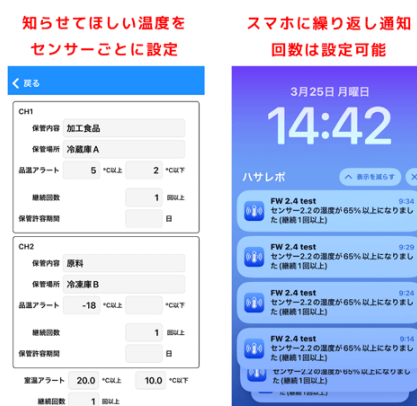 知らせてほしい温度を
センサーごとに設定
戻る
CH1
保管内容 加工食品
保管場所 冷蔵庫A
品温アラート 5 ℃以上 2 ℃以下
継続回数 1 回以上
保管許容期間 日
CH2
保管内容 原料
保管場所 冷凍庫B
品温アラート -18 ℃以上 ℃以下
継続回数 1 回以上
保管許容期間 日
室温アラート 20.0 ℃以上 10.0 ℃以下
継続回数 1 回以上
スマホに繰り返し通知
回数は設定可能
3月25日 月曜日
14:42
ハサレポ 表示を減らす
FW 2.4 test 9:34
センサー2.2の湿度が65%以上になりまし
た(継続1回以上)
FW 2.4 test 9:29
センサー2.2の湿度が65%以上になりまし
た(継続1回以上)
FW 2.4 test 9:24
センサー2.2の湿度が65%以上になりまし
た(継続1回以上)
FW 2.4 test 9:14
センサー2.2の湿度が65%以上になりまし
た(継続1回以上)
センサー2.2の湿度が65%以上になりまし
た(継続1回以上)